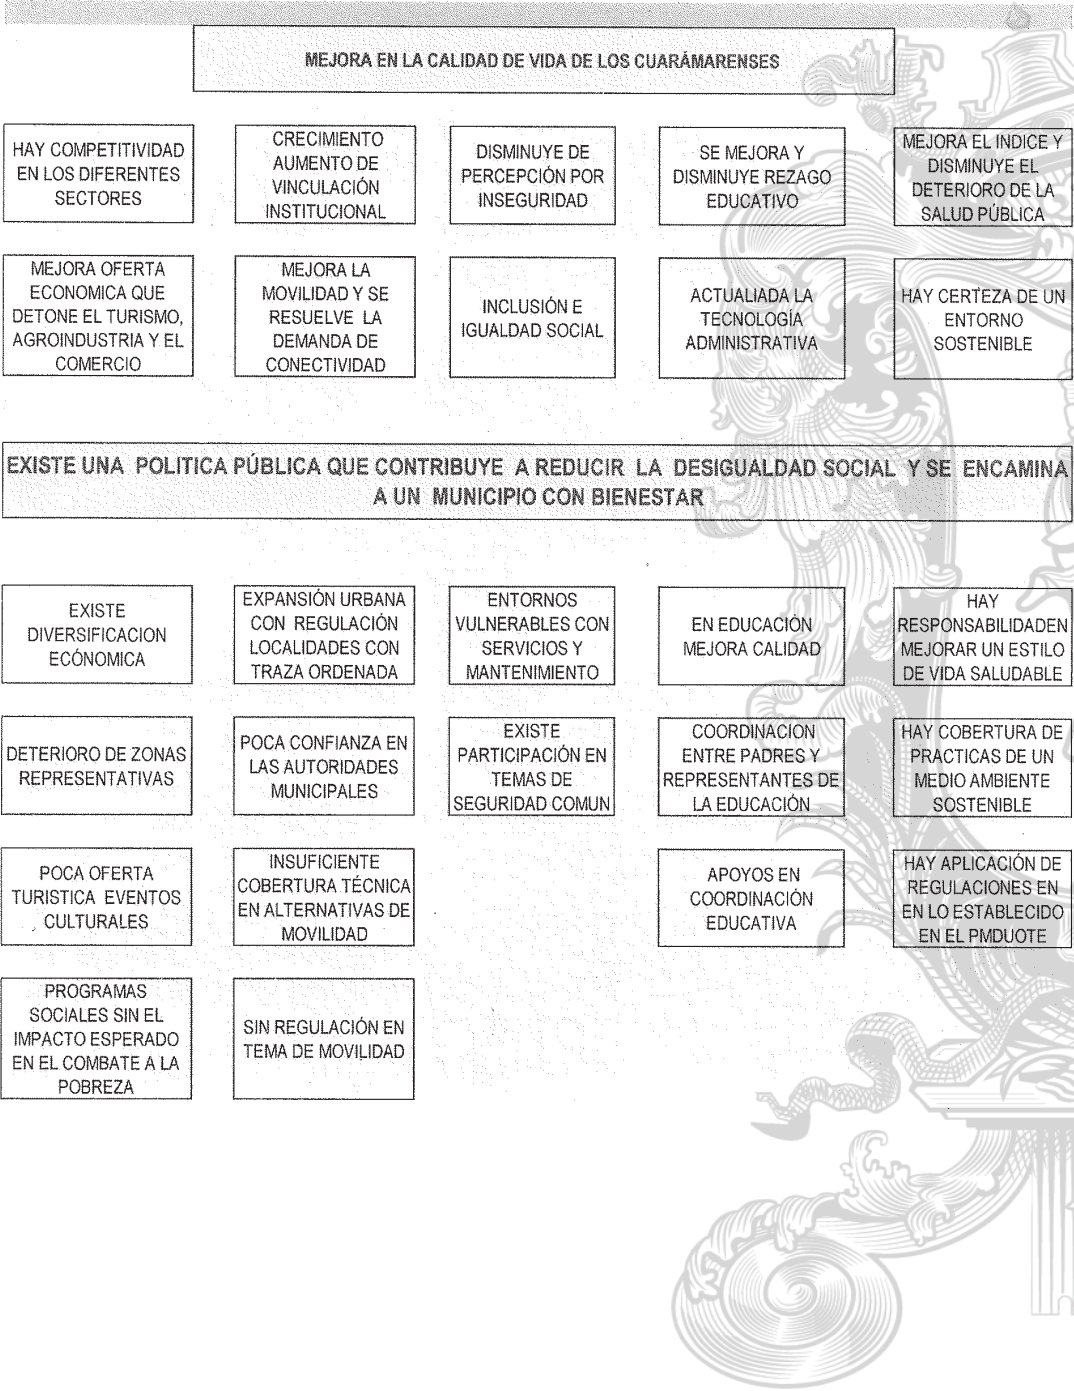 MEJORA EN LA CALIDAD DE VIDA DE LOS CUARÁMARENSES
HAY COMPETITIVIDAD
EN LOS DIFERENTES
SECTORES
CRECIMIENTO
AUMENTO DE
VINCULACIÓN
INSTITUCIONAL
DISMINUYE DE
PERCEPCIÓN POR
INSEGURIDAD
SE MEJORA Y
DISMINUYE REZAGO
EDUCATIVO
MEJORA EL INDICE Y
DISMINUYE EL
DETERIORO DE LA
SALUD PÚBLICA
MEJORA OFERTA
ECONOMICA QUE
DETONE EL TURISMO,
AGROINDUSTRIA Y EL
COMERCIO
MEJORA LA
MOVILIDAD Y SE
RESUELVE LA
DEMANDA DE
CONECTIVIDAD
INCLUSIÓN E
IGUALDAD SOCIAL
ACTUALIADA LA
TECNOLOGÍA
ADMINISTRATIVA
HAY CERTEZA DE UN
ENTORNO
SOSTENIBLE
EXISTE UNA POLITICA PÚBLICA QUE CONTRIBUYE A REDUCIR LA DESIGUALDAD SOCIAL Y SE ENCAMINA
A UN MUNICIPIO CON BIENESTAR
EXISTE
DIVERSIFICACION
ECÓNOMICA
EXPANSIÓN URBANA
CON REGULACIÓN
LOCALIDADES CON
TRAZA ORDENADA
ENTORNOS
VULNERABLES CON
SERVICIOS Y
MANTENIMIENTO
EN EDUCACIÓN
MEJORA CALIDAD
HAY
RESPONSABILIDADEN
MEJORAR UN ESTILO
DE VIDA SALUDABLE
DETERIORO DE ZONAS
REPRESENTATIVAS
POCA CONFIANZA EN
LAS AUTORIDADES
MUNICIPALES
EXISTE
PARTICIPACIÓN EN
TEMAS DE
SEGURIDAD COMUN
COORDINACION
ENTRE PADRES Y
REPRESENTANTES DE
LA EDUCACIÓN
HAY COBERTURA DE
PRACTICAS DE UN
MEDIO AMBIENTE
SOSTENIBLE
POCA OFERTA
TURISTICA EVENTOS
CULTURALES
INSUFICIENTE
COBERTURA TÉCNICA
EN ALTERNATIVAS DE
MOVILIDAD
APOYOS EN
COORDINACIÓN
EDUCATIVA
HAY APLICACIÓN DE
REGULACIONES EN
EN LO ESTABLECIDO
EN EL PMDUOTE
PROGRAMAS
SOCIALES SIN EL
IMPACTO ESPERADO
EN EL COMBATE A LA
POBREZA
SIN REGULACIÓN EN
TEMA DE MOVILIDAD